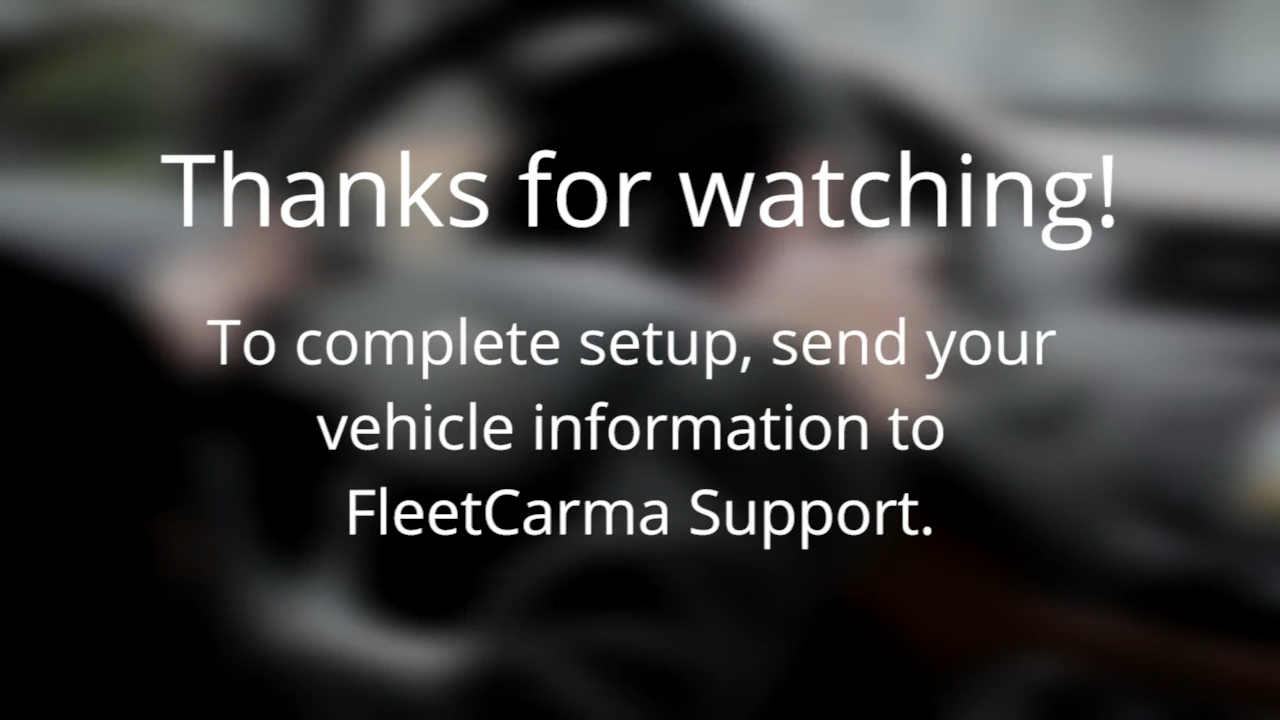 Thanks for watching!
To complete setup, send your
vehicle information to
FleetCarma Support.